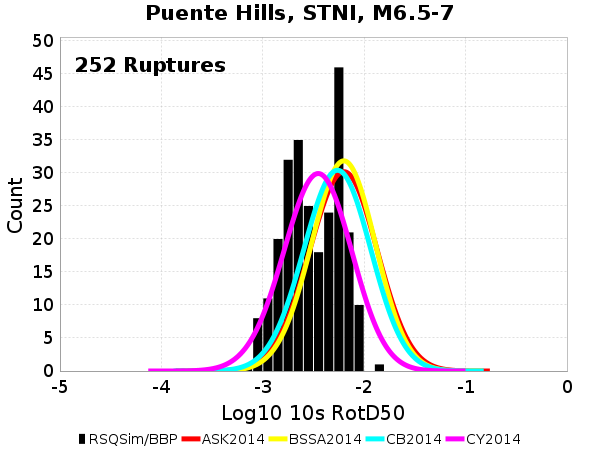 Puente Hills, STNI, M6.5-7
252 Ruptures
50
45
40
35
30
25
20
15
10
5
0
Count
-5 -4 -3 -2 -1 0
Log10 10s RotD50
RSQSim/BBP ASK2014 BSSA2014 CB2014 CY2014